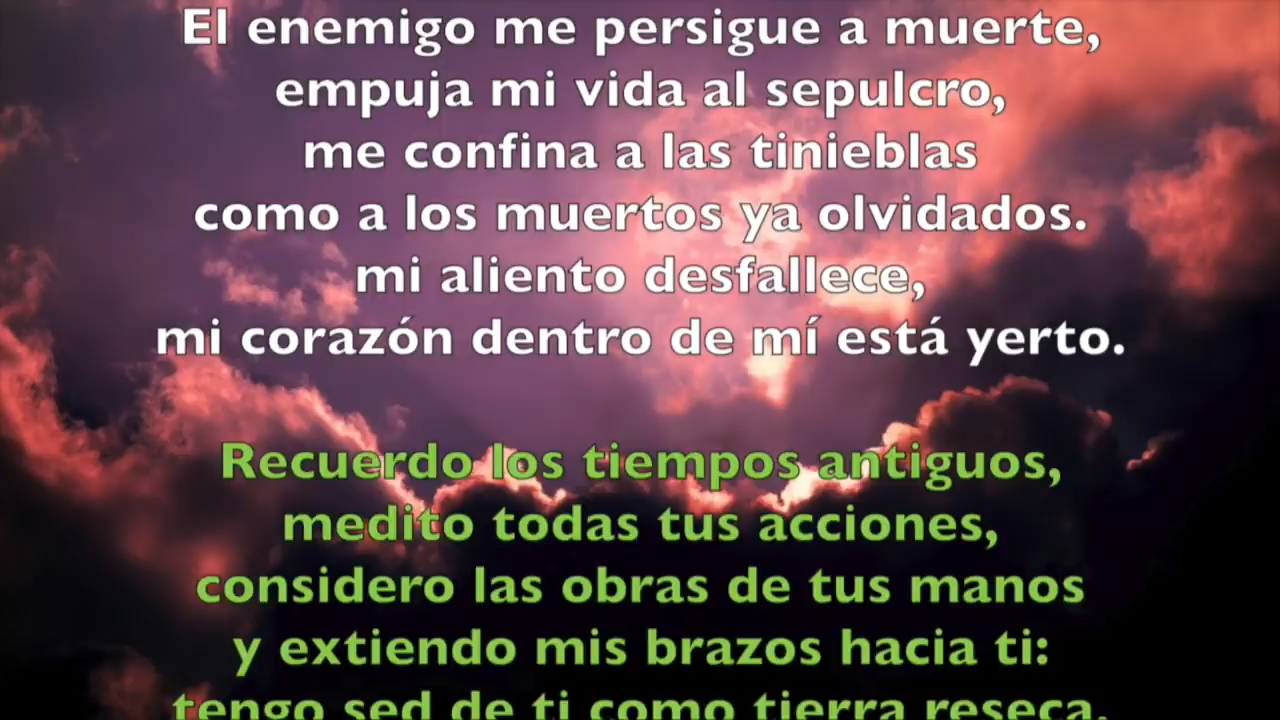 El enemigo me persigue a muerte,
empuja mi vida al sepulcro,
me confina a las tinieblas
como a los muertos ya olvidados.
mi aliento desfallece,
mi corazón dentro de mí está yerto.
Recuerdo los tiempos antiguos,
medito todas tus acciones,
considero las obras de tus manos
y extiendo mis brazos hacia ti:
tengo sed de ti como tierra reseca.